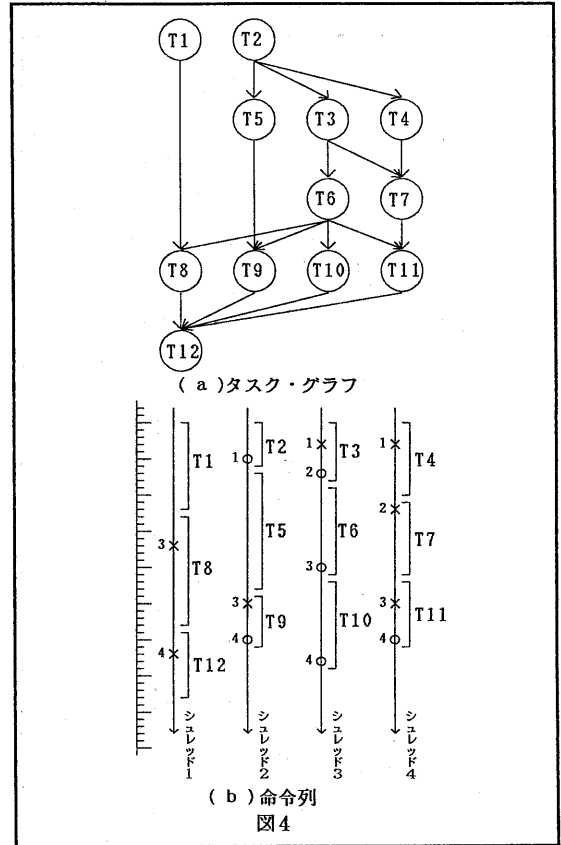 T1 T2
T5 T3 T4
T6 T7
T8 T9 T10 T11
T12
(a)タスク・グラフ
1 T2 1 T3 1 T4
T1 2
2
T5 T6 T7
3 T8 3
3 T9 T10 3 T11
4 4
4 T12 4
シュレッド1
シュレッド2
シュレッド3
シュレッド4
(b)命令列
図4